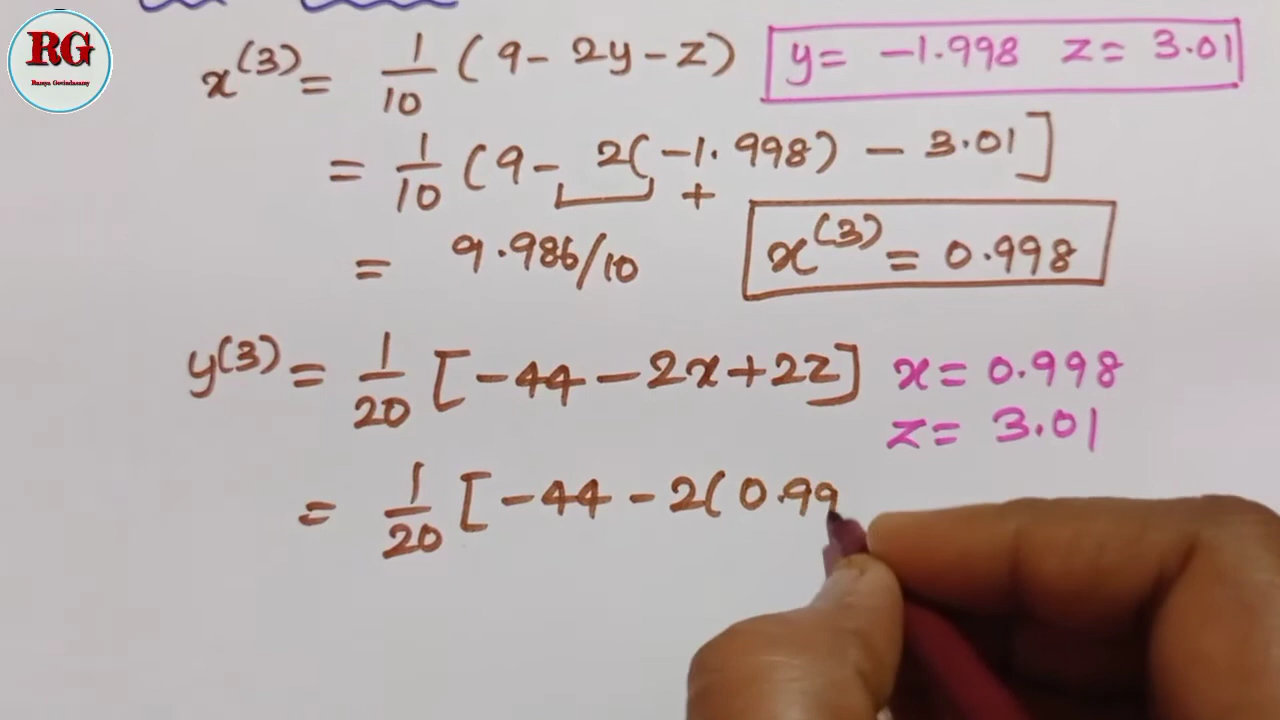 RG
Ramya Govindasamy
x^(3) = 1/10 (9 - 2y - z) y = -1.998 z = 3.01
= 1/10 (9 - 2(-1.998) - 3.01]
+
= 9.986/10 x^(3) = 0.998
y^(3) = 1/20 [-44 - 2x + 2z] x = 0.998
z = 3.01
= 1/20 [-44 - 2(0.99